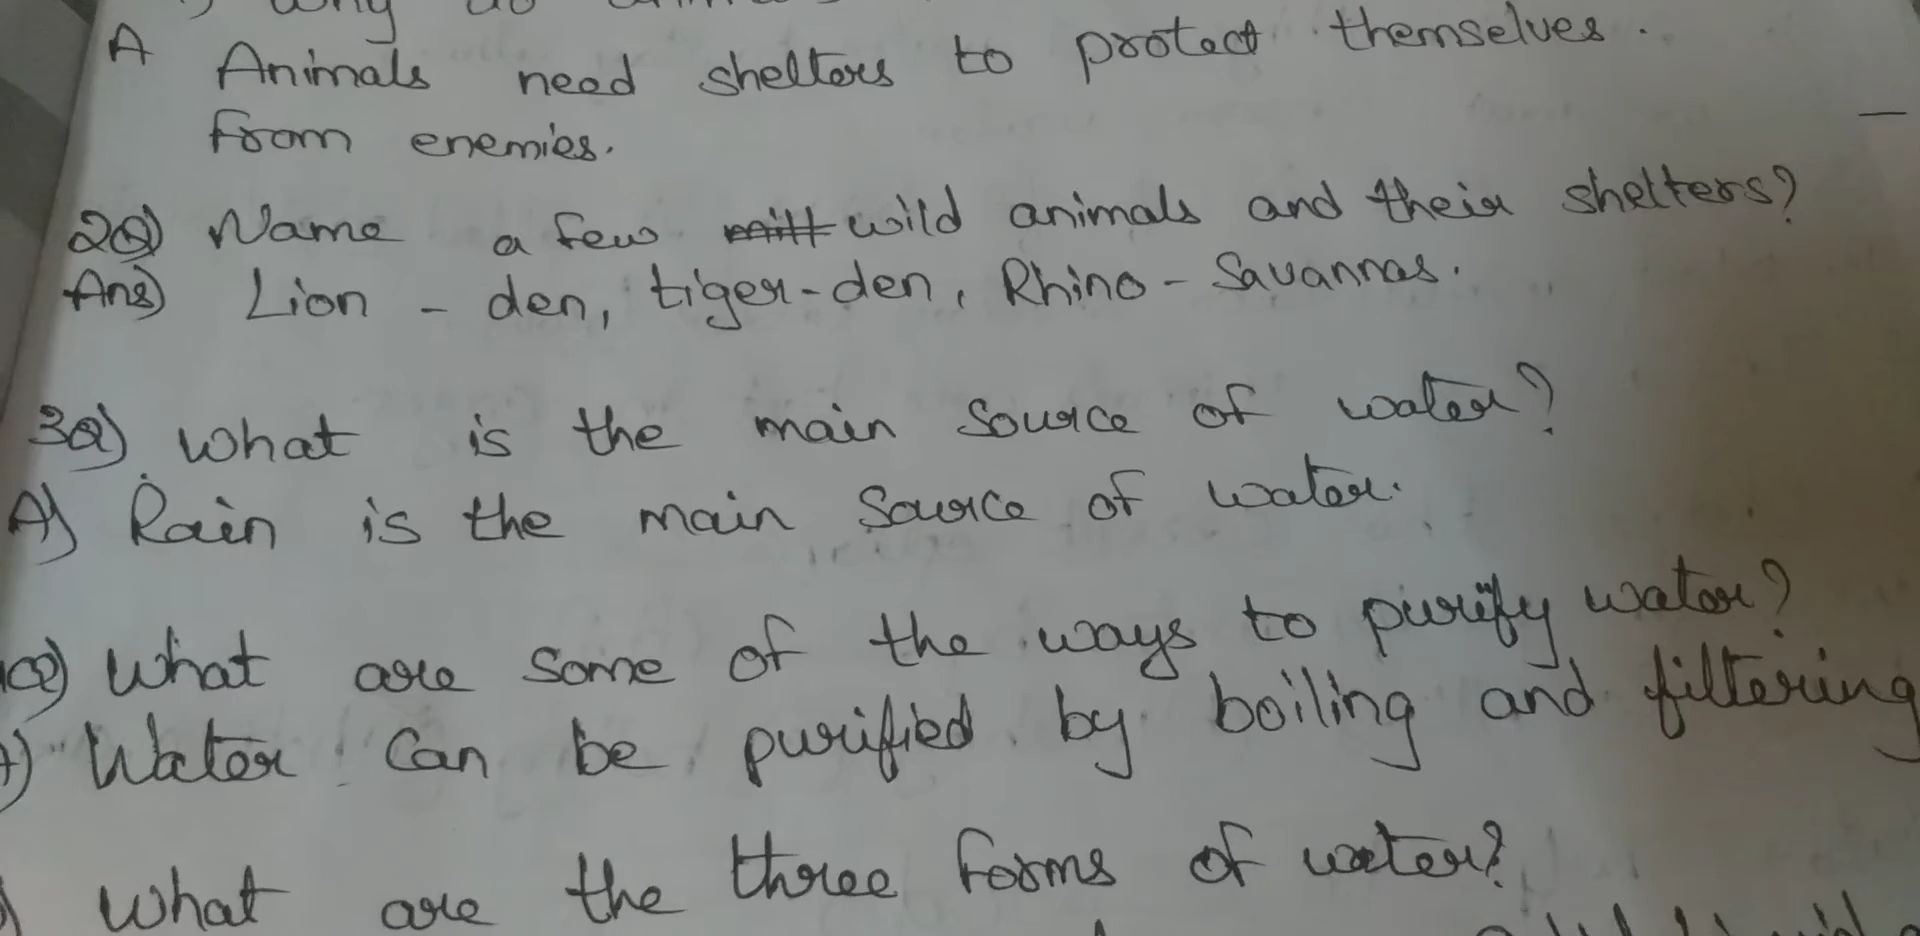 why do
A Animals need shelters to protect themselves.
from enemies.
2Q) Name a few wild animals and their shelters?
Ans) Lion - den, tiger-den, Rhino - Savannas.
3Q) What is the main source of water?
A) Rain is the main source of water.
Q) What are some of the ways to purify water?
Water can be purified by boiling and filtering
What are the three forms of water?